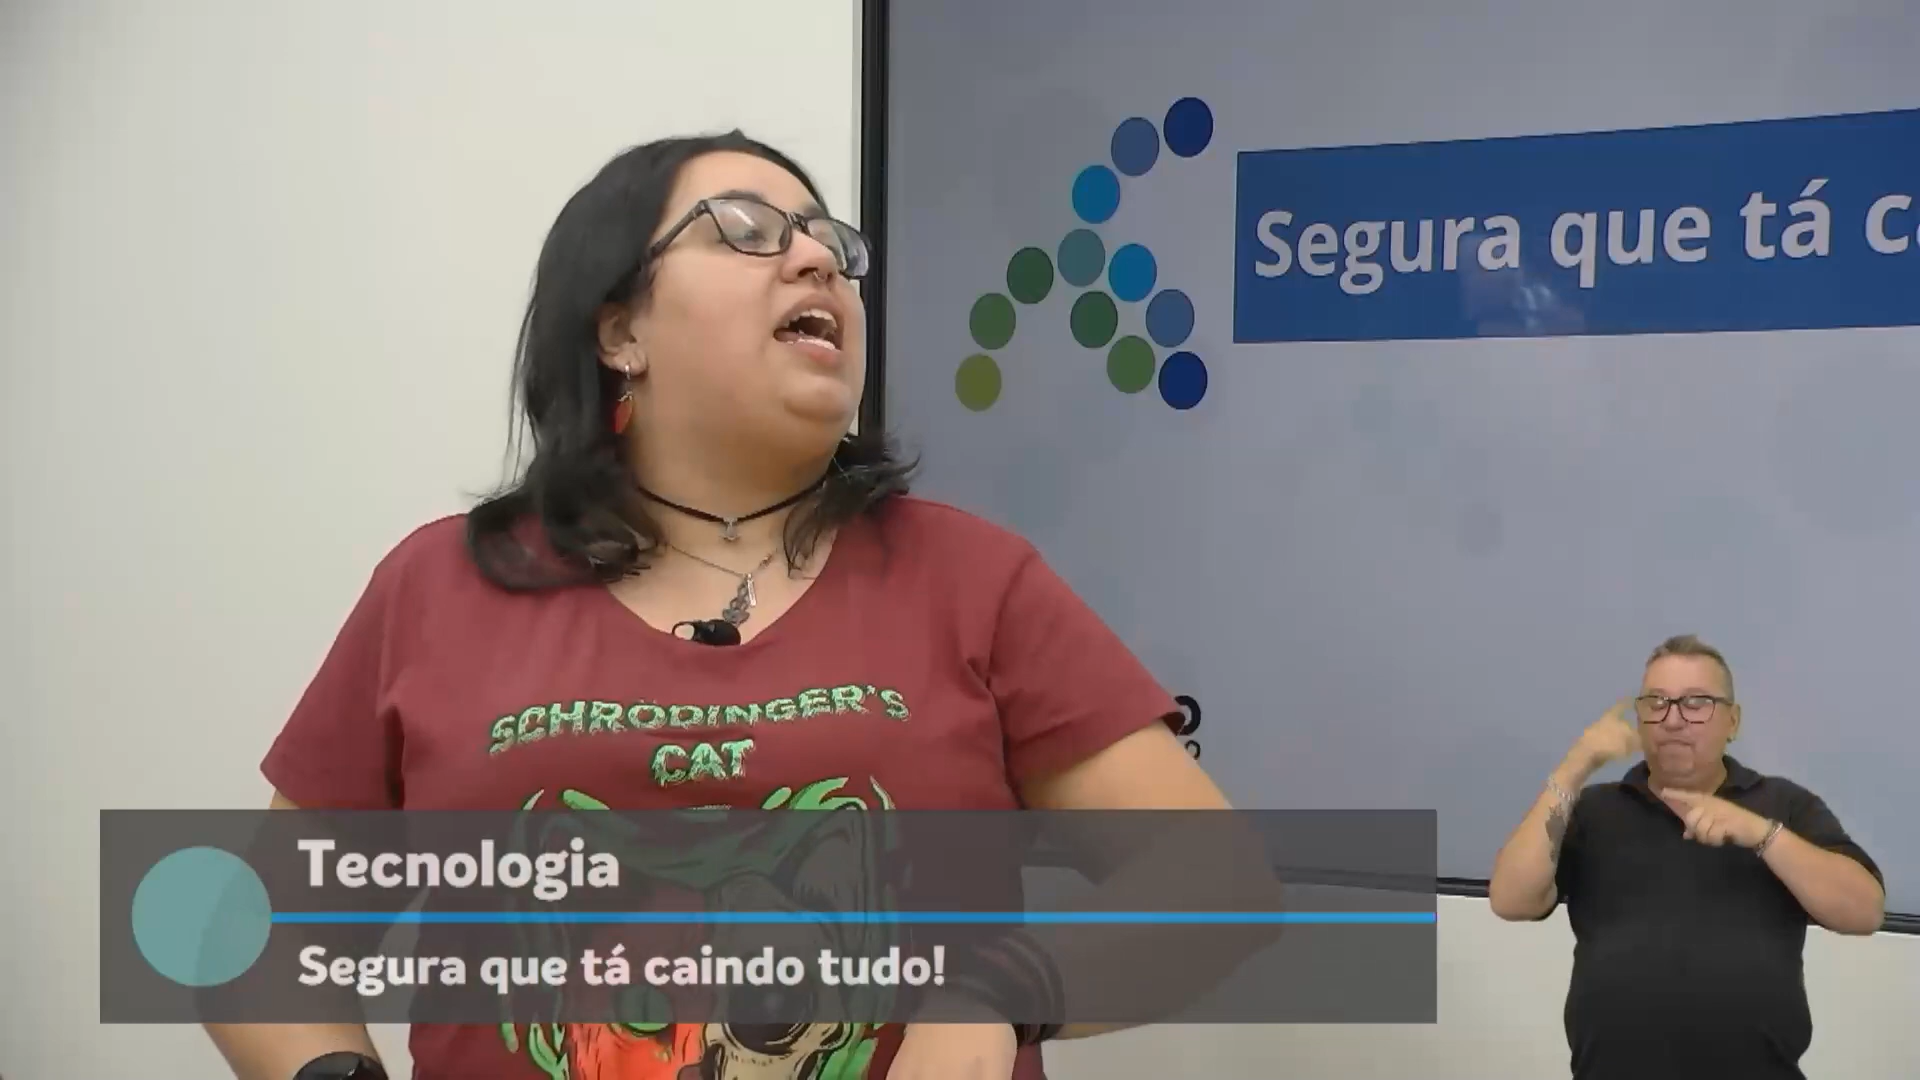 Segura que tá c
SCHRÖDINGER'S
CAT
Tecnologia
Segura que tá caindo tudo!